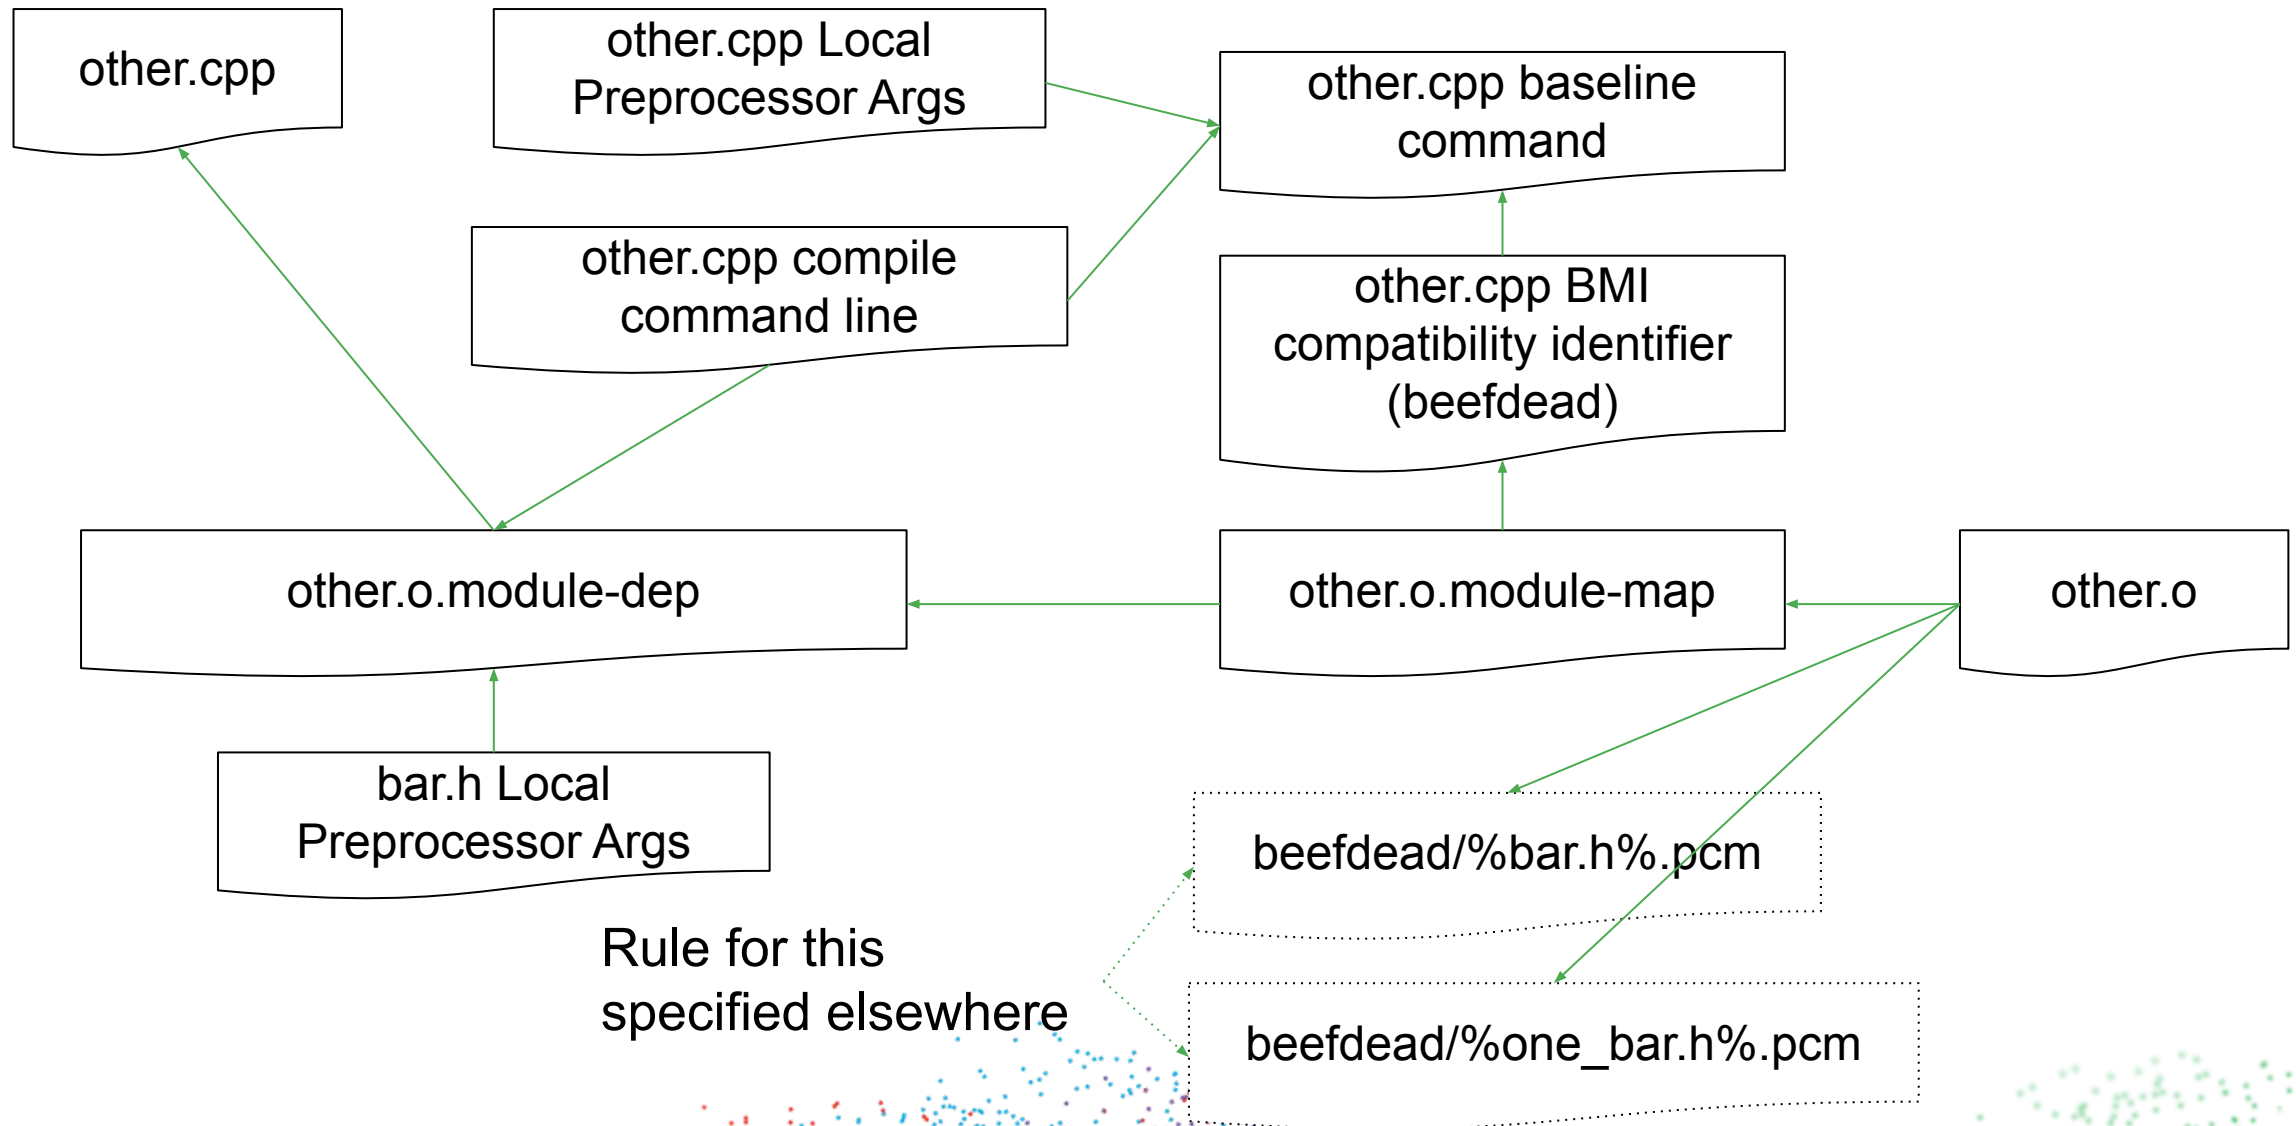 other.cpp
other.cpp Local
Preprocessor Args
other.cpp baseline
command
other.cpp compile
command line
other.cpp BMI
compatibility identifier
(beefdead)
other.o.module-dep
other.o.module-map
other.o
bar.h Local
Preprocessor Args
beefdead/%bar.h%.pcm
Rule for this
specified elsewhere
beefdead/%one_bar.h%.pcm